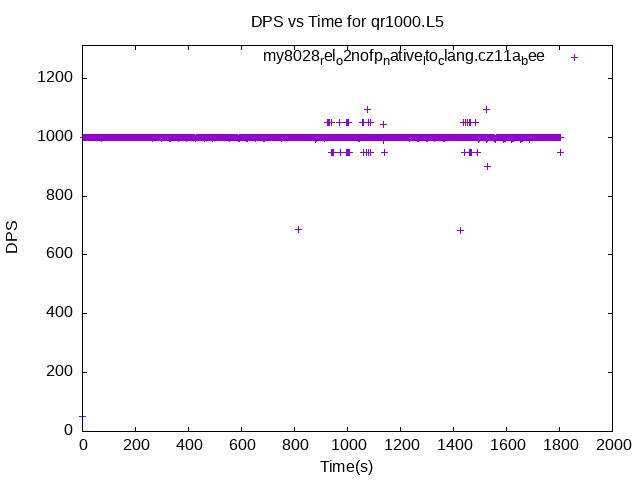 DPS vs Time for qr1000.L5
my8028relo2nofpnativeltoclang.cz11abee
1200
1000
800
600
400
200
0
DPS
0 200 400 600 800 1000 1200 1400 1600 1800 2000
Time(s)